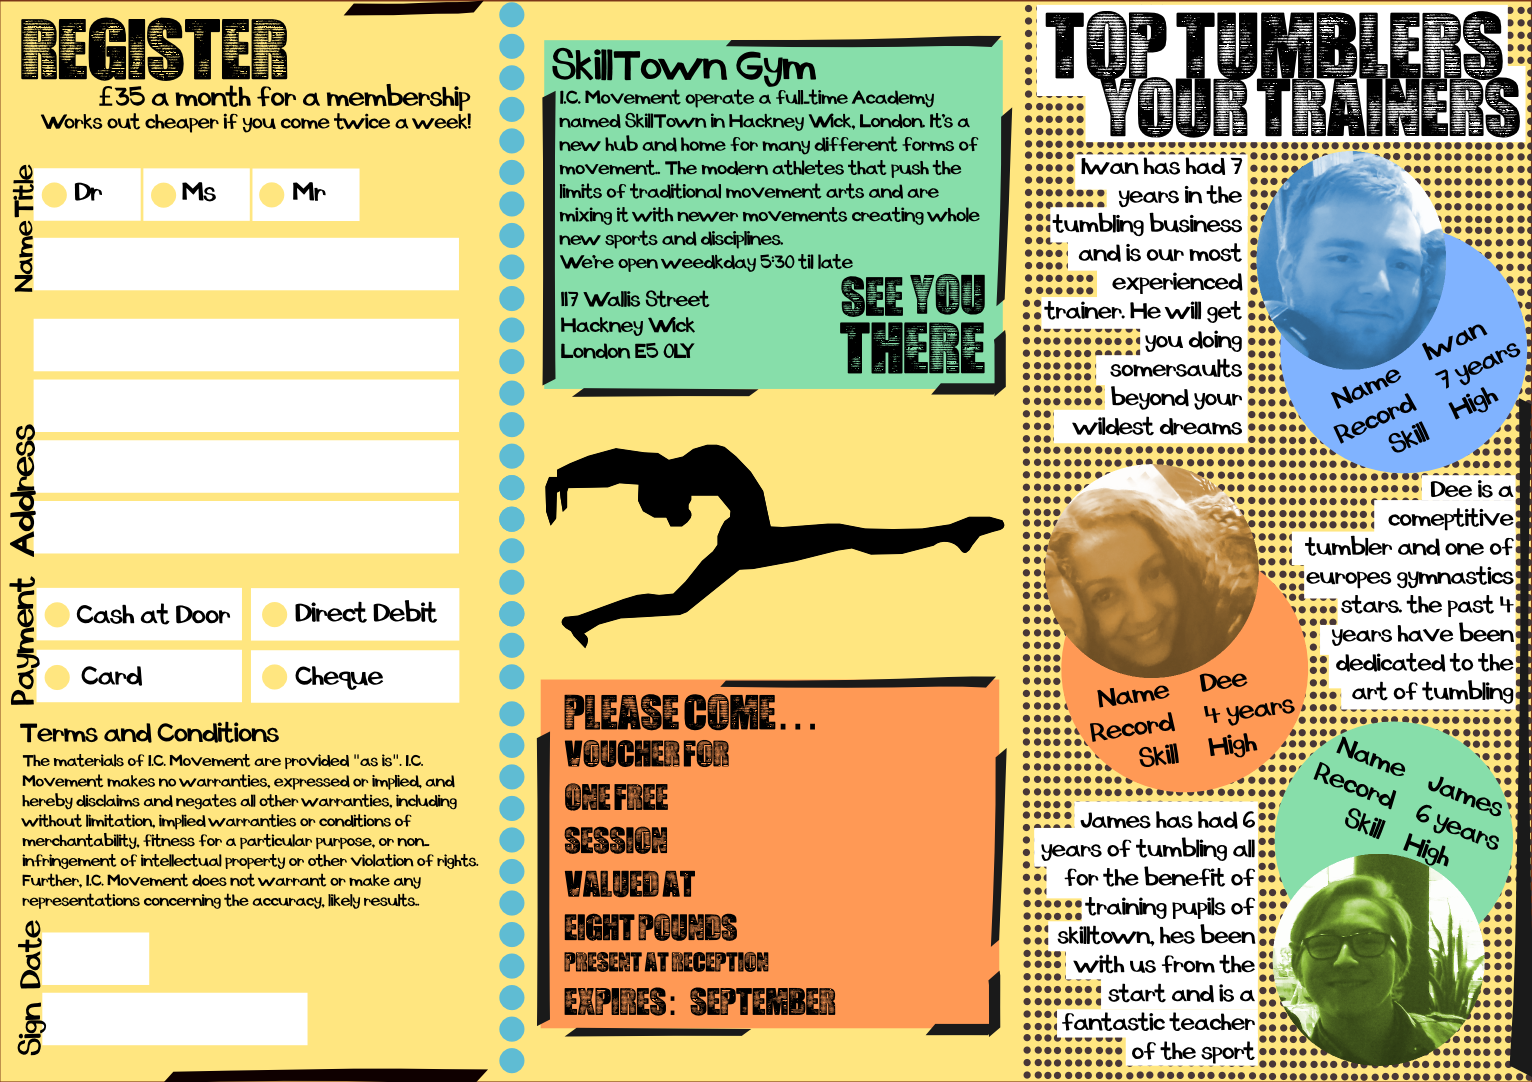 REGISTER
£35 a month for a membership
Works out cheaper if you come twice a week!
Title
Dr
Ms
Mr
Name
Address
Payment
Cash at Door
Direct Debit
Card
Cheque
Terms and Conditions
The materials of I.C. Movement are provided "as is". I.C.
Movement makes no warranties, expressed or implied, and
hereby disclaims and negates all other warranties, including
without limitation, implied warranties or conditions of
merchantability, fitness for a particular purpose, or non-
infringement of intellectual property or other violation of rights.
Further, I.C. Movement does not warrant or make any
representations concerning the accuracy, likely results..
Date
Sign
SkillTown Gym
I.C. Movement operate a full-time Academy
named SkillTown in Hackney Wick, London. It's a
new hub and home for many different forms of
movement.. The modern athletes that push the
limits of traditional movement arts and are
mixing it with newer movements creating whole
new sports and disciplines.
We're open weedkday 5:30 til late
117 Wallis Street
Hackney Wick
London E5 0LY
SEE YOU
THERE
PLEASE COME...
VOUCHER FOR
ONE FREE
SESSION
VALUED AT
EIGHT POUNDS
PRESENT AT RECEPTION
EXPIRES: SEPTEMBER
TOP TUMBLERS
YOUR TRAINERS
Iwan has had 7
years in the
tumbling business
and is our most
experienced
trainer. He will get
you doing
somersaults
beyond your
wildest dreams
Name Iwan
Record 7 years
Skill High
Dee is a
comeptitive
tumbler and one of
europes gymnastics
stars. the past 4
years have been
dedicated to the
art of tumbling
Name Dee
Record 4 years
Skill High
James has had 6
years of tumbling all
for the benefit of
training pupils of
skilltown, hes been
with us from the
start and is a
fantastic teacher
of the sport
Name James
Record 6 years
Skill High